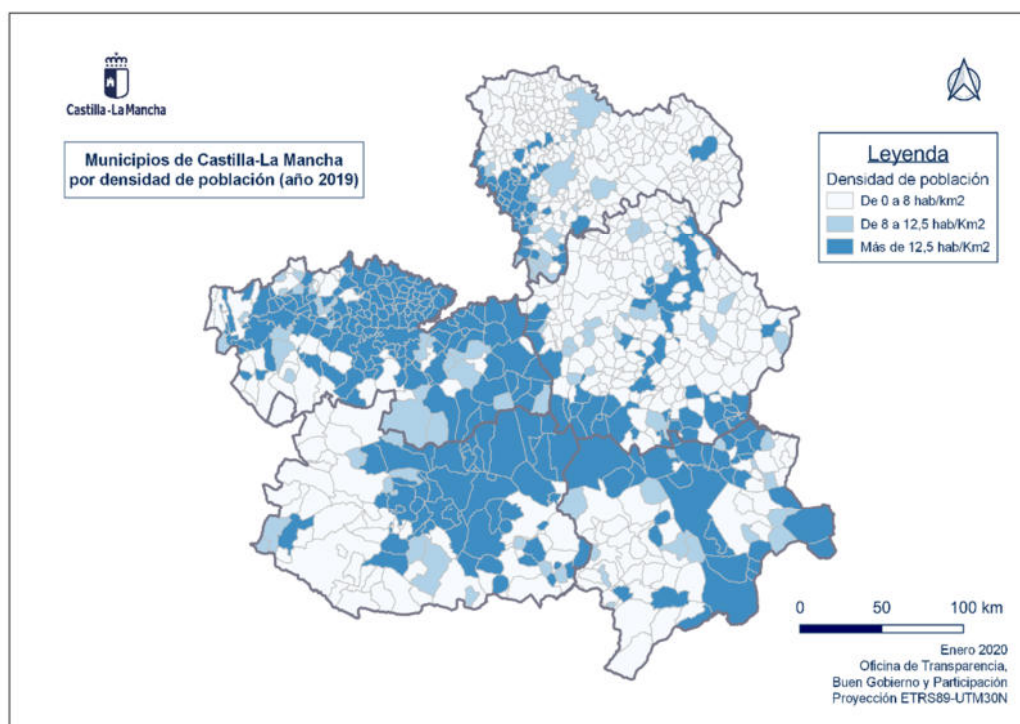 Castilla-La Mancha
Municipios de Castilla-La Mancha
por densidad de población (año 2019)
Leyenda
Densidad de población
De 0 a 8 hab/km2
De 8 a 12,5 hab/Km2
Más de 12,5 hab/Km2
0 50 100 km
Enero 2020
Oficina de Transparencia,
Buen Gobierno y Participación
Proyección ETRS89-UTM30N